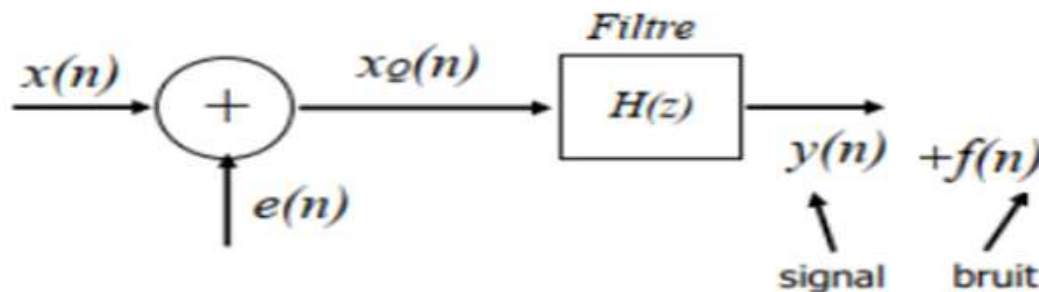 Filtre
x(n)
+
xQ(n)
H(z)
y(n) +f(n)
e(n)
signal bruit